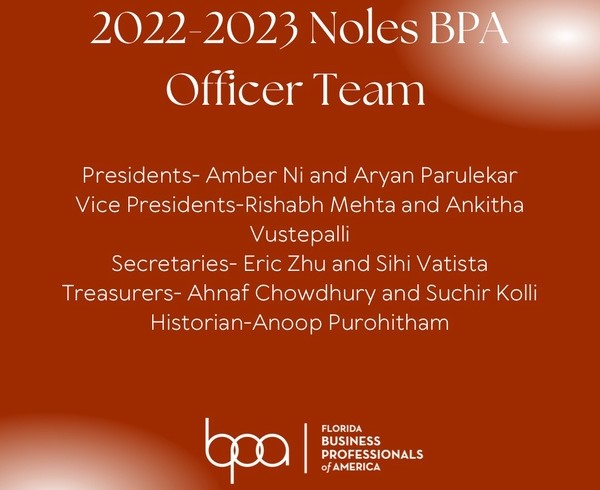 2022-2023 Noles BPA
Officer Team
Presidents- Amber Ni and Aryan Parulekar
Vice Presidents-Rishabh Mehta and Ankitha
Vustepalli
Secretaries- Eric Zhu and Sihi Vatista
Treasurers- Ahnaf Chowdhury and Suchir Kolli
Historian-Anoop Purohitham
bpa
FLORIDA
BUSINESS
PROFESSIONALS
of AMERICA